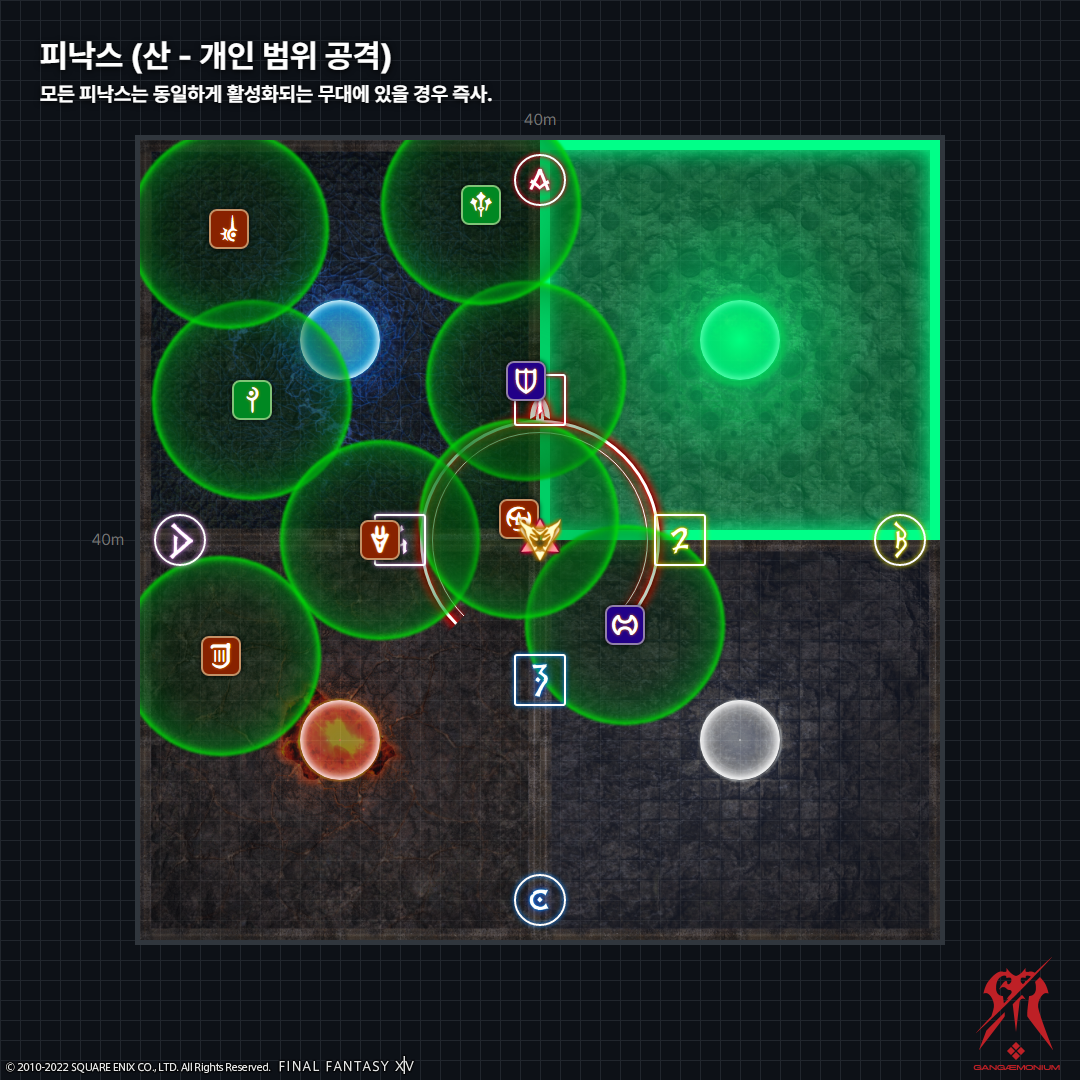 피낙스 (산 - 개인 범위 공격)
모든 피낙스는 동일하게 활성화되는 무대에 있을 경우 즉사.
40m
A
40m
D
2
B
3
C
GANGÆMONIUM
© 2010-2022 SQUARE ENIX CO., LTD. All Rights Reserved. FINAL FANTASY XIV